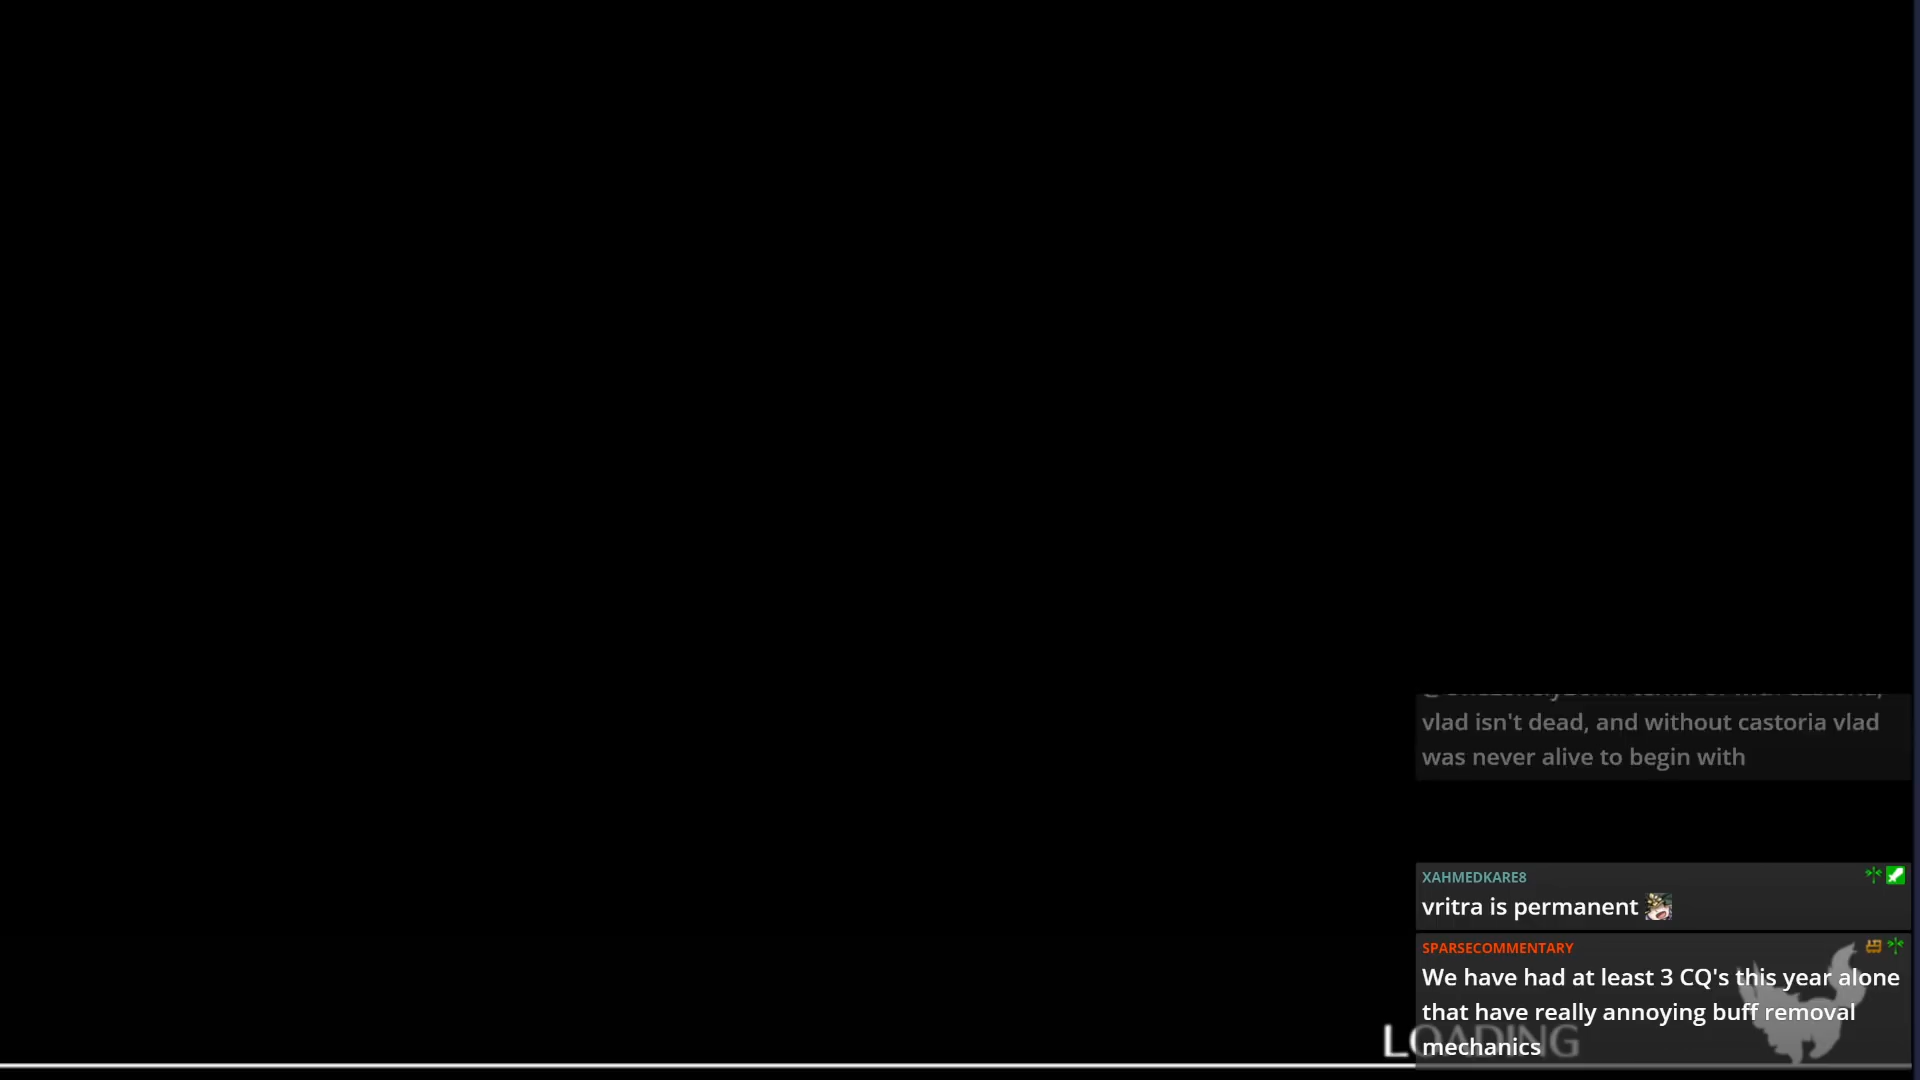 vlad isn't dead, and without castoria vlad
was never alive to begin with
XAHMEDKARE8
vritra is permanent
SPARSECOMMENTARY
We have had at least 3 CQ's this year alone
that have really annoying buff removal
mechanics
LOADING